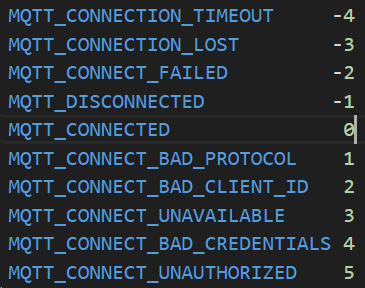 MQTT_CONNECTION_TIMEOUT -4
MQTT_CONNECTION_LOST -3
MQTT_CONNECT_FAILED -2
MQTT_DISCONNECTED -1
MQTT_CONNECTED 0
MQTT_CONNECT_BAD_PROTOCOL 1
MQTT_CONNECT_BAD_CLIENT_ID 2
MQTT_CONNECT_UNAVAILABLE 3
MQTT_CONNECT_BAD_CREDENTIALS 4
MQTT_CONNECT_UNAUTHORIZED 5